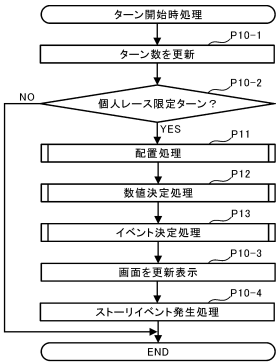 ターン開始時処理
P10-1
ターン数を更新
P10-2
個人レース限定ターン？
NO
YES
P11
配置処理
P12
数値決定処理
P13
イベント決定処理
P10-3
画面を更新表示
P10-4
ストーリイベント発生処理
END